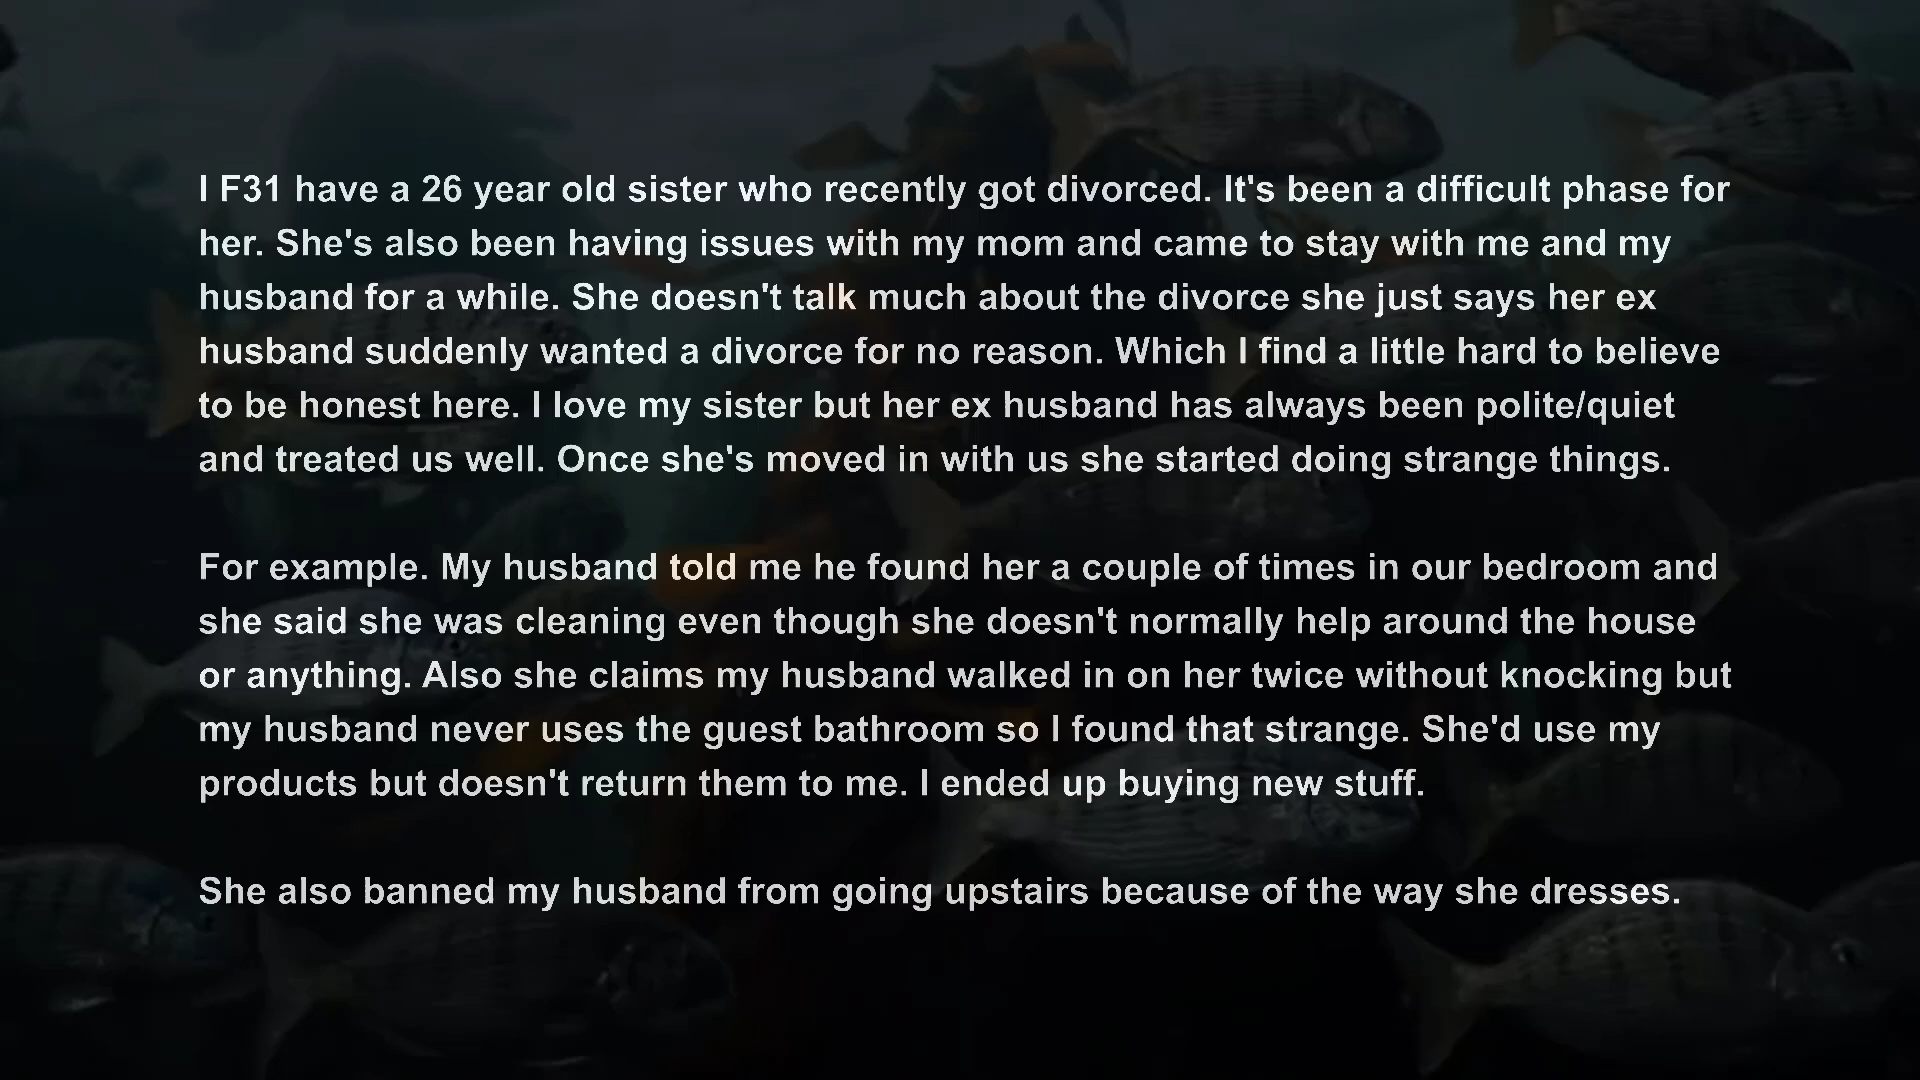 I F31 have a 26 year old sister who recently got divorced. It's been a difficult phase for
her. She's also been having issues with my mom and came to stay with me and my
husband for a while. She doesn't talk much about the divorce she just says her ex
husband suddenly wanted a divorce for no reason. Which I find a little hard to believe
to be honest here. I love my sister but her ex husband has always been polite/quiet
and treated us well. Once she's moved in with us she started doing strange things.
For example. My husband told me he found her a couple of times in our bedroom and
she said she was cleaning even though she doesn't normally help around the house
or anything. Also she claims my husband walked in on her twice without knocking but
my husband never uses the guest bathroom so I found that strange. She'd use my
products but doesn't return them to me. I ended up buying new stuff.
She also banned my husband from going upstairs because of the way she dresses.